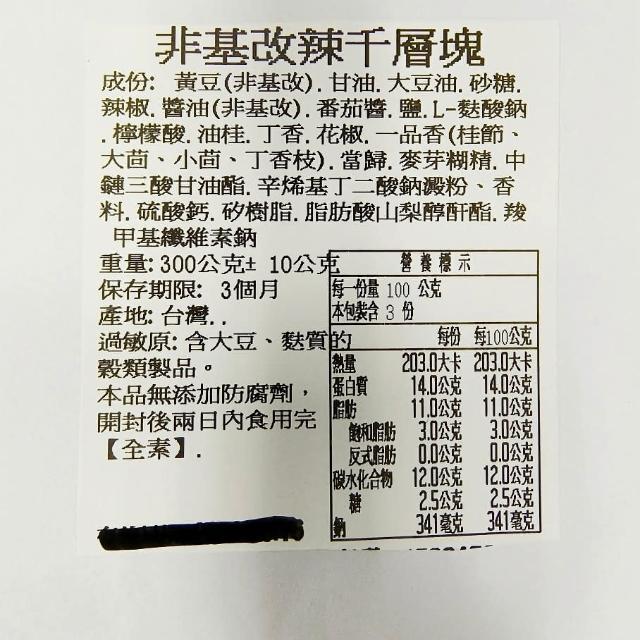 非基改辣千層塊
成份: 黃豆(非基改).甘油.大豆油.砂糖.
辣椒.醬油(非基改).番茄醬.鹽.L-麩酸鈉
.檸檬酸.油桂.丁香.花椒.一品香(桂節、
大茴、小茴、丁香枝).當歸.麥芽糊精.中
鏈三酸甘油酯.辛烯基丁二酸鈉澱粉、香
料.硫酸鈣.矽樹脂.脂肪酸山梨醇酐酯.羧
甲基纖維素鈉
重量:300公克± 10公克
保存期限: 3個月
產地:台灣..
過敏原:含大豆、麩質的
穀類製品。
本品無添加防腐劑，
開封後兩日內食用完
【全素】.
營養標示
每一份量 100 公克
本包裝含 3 份
每份 每100公克
熱量 203.0大卡 203.0大卡
蛋白質 14.0公克 14.0公克
脂肪 11.0公克 11.0公克
飽和脂肪 3.0公克 3.0公克
反式脂肪 0.0公克 0.0公克
碳水化合物 12.0公克 12.0公克
糖 2.5公克 2.5公克
鈉 341毫克 341毫克